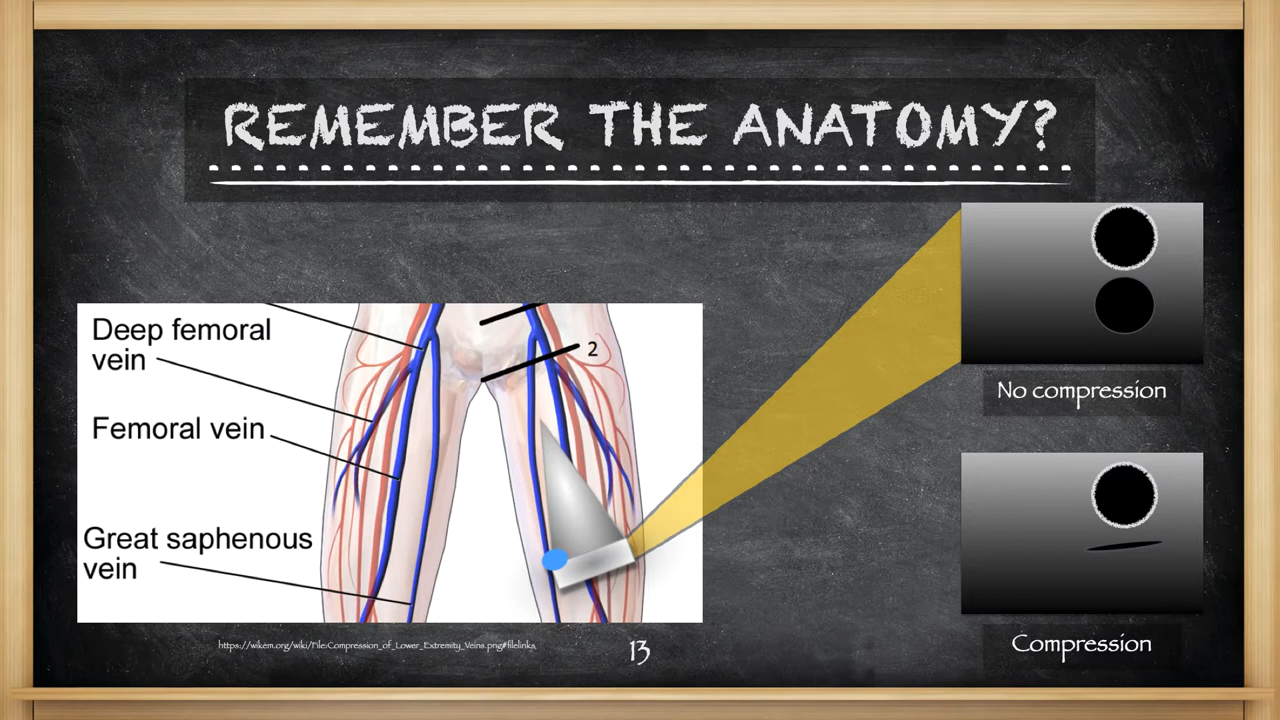 REMEMBER THE ANATOMY?
Deep femoral
vein
2
Femoral vein
Great saphenous
vein
No compression
Compression
https://wikem.org/wiki/File:Compression_of_Lower_Extremity_Veins.png#filelinks,
13